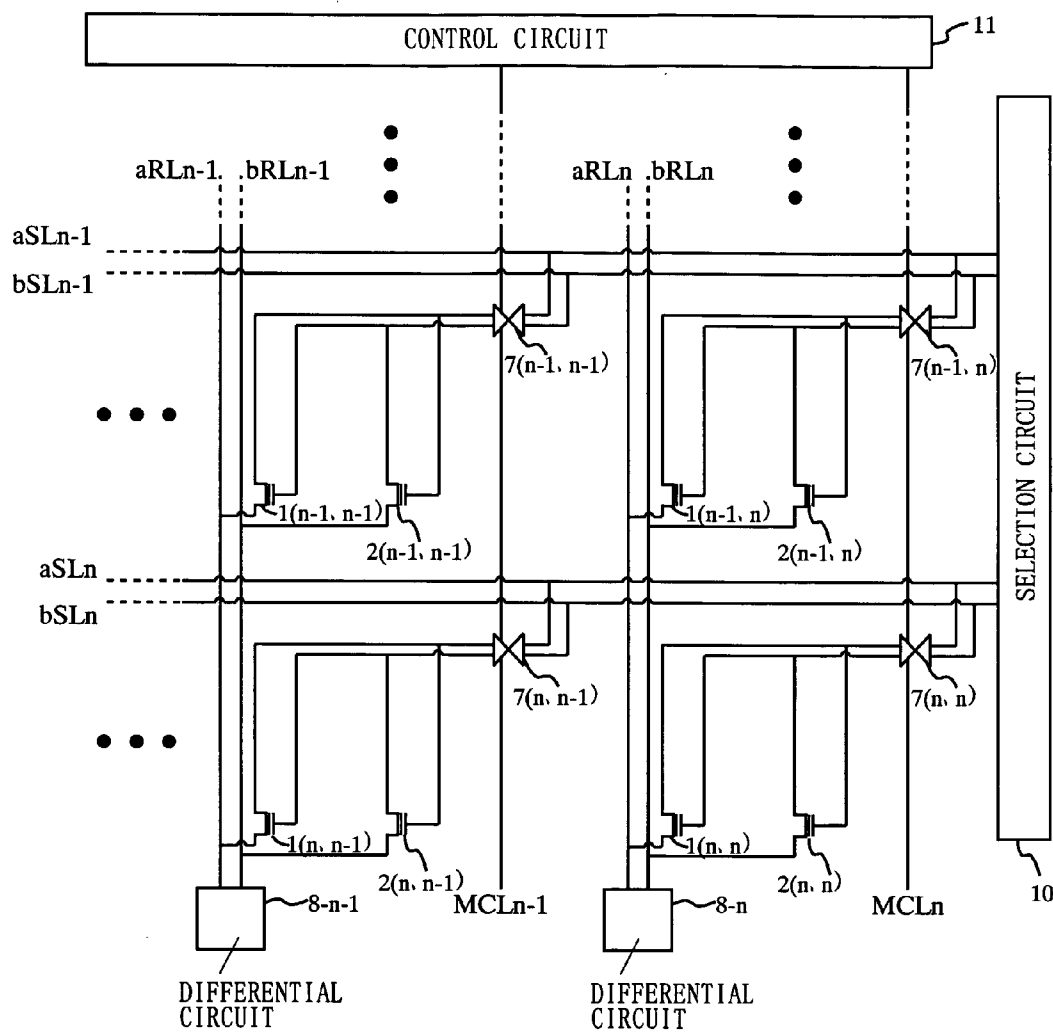 CONTROL CIRCUIT
11
aRLn-1
bRLn-1
aRLn
bRLn
aSLn-1
bSLn-1
7(n-1、n-1)
7(n-1、n)
SELECTION CIRCUIT
1(n-1、n-1)
2(n-1、n-1)
1(n-1、n)
2(n-1、n)
aSLn
bSLn
7(n、n-1)
7(n、n)
1(n、n-1)
2(n、n-1)
1(n、n)
2(n、n)
10
8-n-1
MCLn-1
8-n
MCLn
DIFFERENTIAL
CIRCUIT
DIFFERENTIAL
CIRCUIT